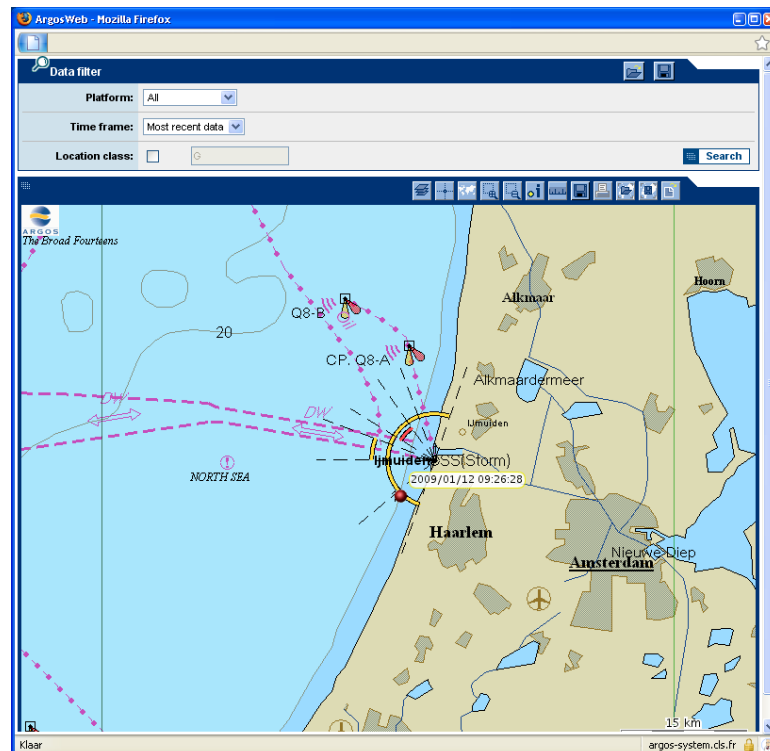 ArgosWeb - Mozilla Firefox
Data filter
Platform: All
Time frame: Most recent data
Location class: G
Search
ARGOS
The Broad Fourteens
Hoorn
Alkmaar
Q8-B
20
CP. Q8-A
Alkmaardermeer
DW
DW
IJmuiden
Ijmuiden
SS(Storm)
NORTH SEA
2009/01/12 09:26:28
Haarlem
Nieuwe-Diep
Amsterdam
15 km
Klaar
argos-system.cls.fr